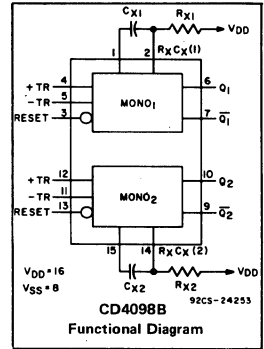 CX1
RX1
VDD
1
2
RXCX(1)
+TR 4
6 Q1
-TR 5
MONO1
RESET 3
7 Q̅1̅
+TR 12
10 Q2
-TR 11
MONO2
RESET 13
9 Q̅2̅
15
14
RXCX(2)
VDD = 16
VSS = 8
CX2
RX2
VDD
92CS-24253
CD4098B
Functional Diagram